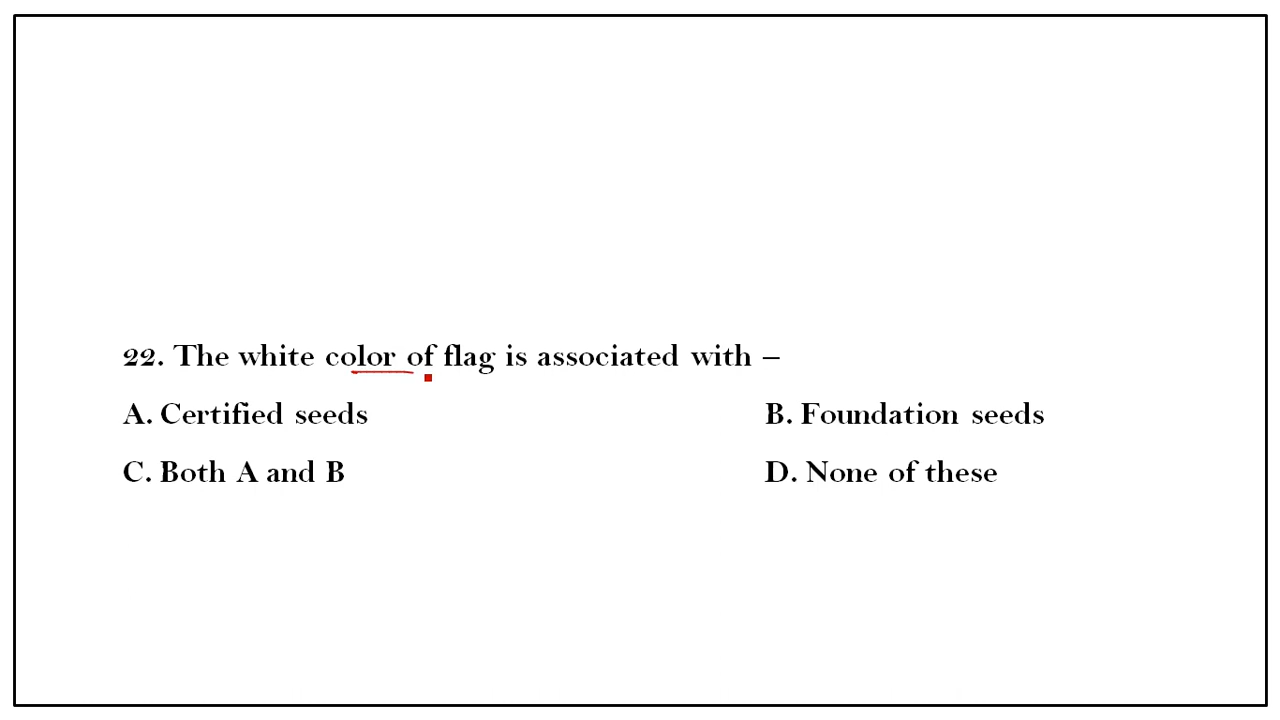 22. The white color of flag is associated with –
A. Certified seeds B. Foundation seeds
C. Both A and B D. None of these